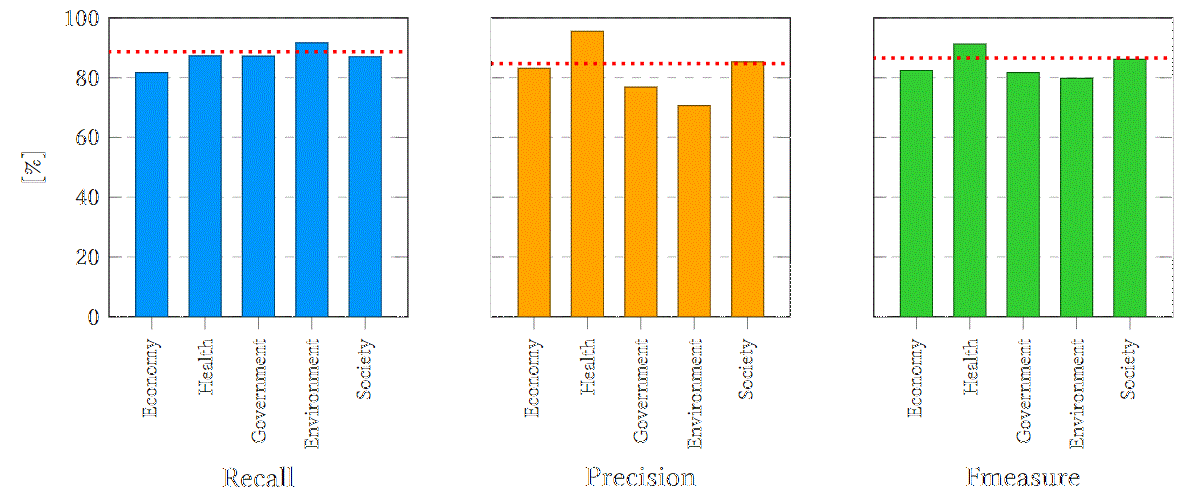 100
80
60
40
20
0
[%]
Economy
Health
Government
Environment
Society
Recall
Economy
Health
Government
Environment
Society
Precision
Economy
Health
Government
Environment
Society
Fmeasure